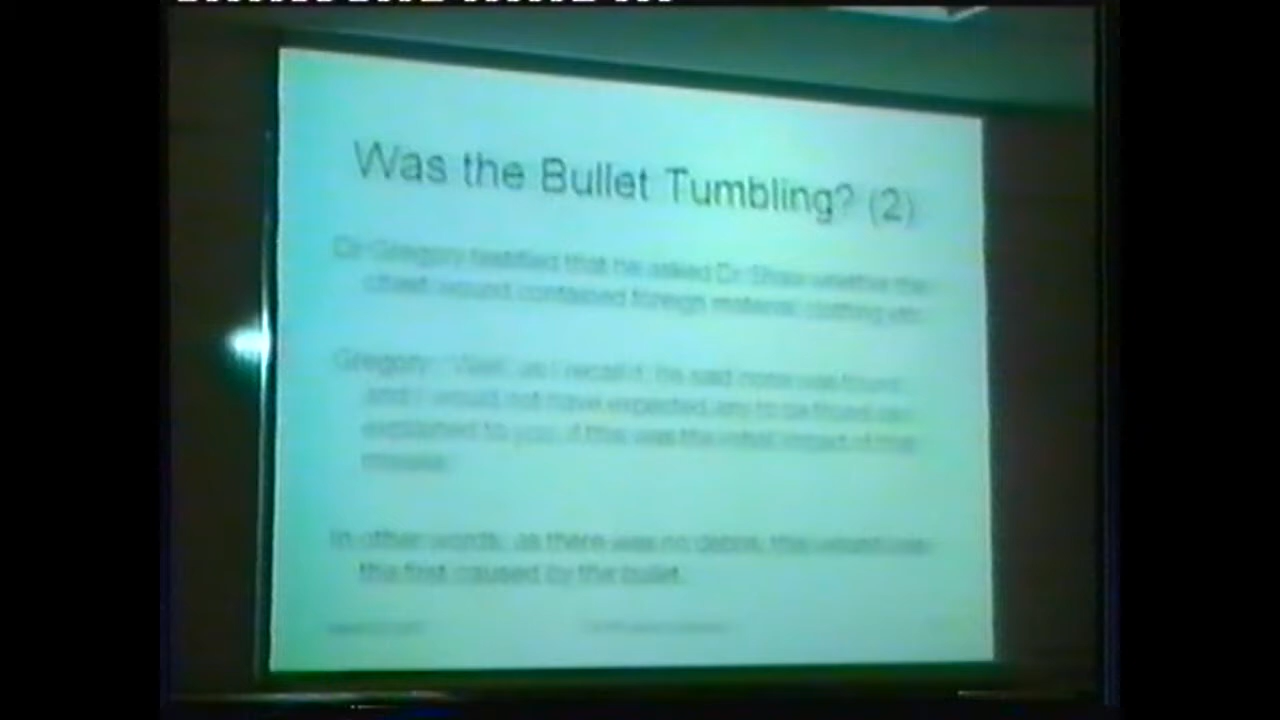 Was the Bullet Tumbling? (2)
Dr Gregory testified that he asked Dr Shaw whether the
chest wound contained foreign material, clothing etc.
Gregory: "Well, as I recall it, he said none was found
and I would not have expected any to be found as I
explained to you, if this was the initial impact of that
missile.
In other words, as there was no debris, this wound was
the first caused by the bullet.